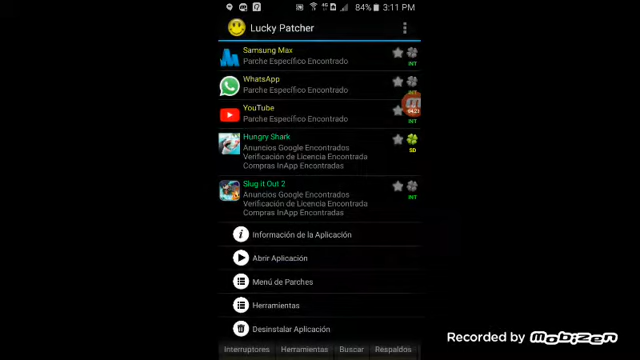 84% 3:11 PM
Lucky Patcher
Samsung Max
Parche Específico Encontrado
INT
WhatsApp
Parche Específico Encontrado
INT
YouTube
Parche Específico Encontrado
INT
Hungry Shark
Anuncios Google Encontrados
Verificación de Licencia Encontrada
Compras InApp Encontradas
SD
Slug it Out 2
Anuncios Google Encontrados
Verificación de Licencia Encontrada
Compras InApp Encontradas
INT
Información de la Aplicación
Abrir Aplicación
Menú de Parches
Herramientas
Desinstalar Aplicación
Interruptores Herramientas Buscar Respaldos
Recorded by Mobizen